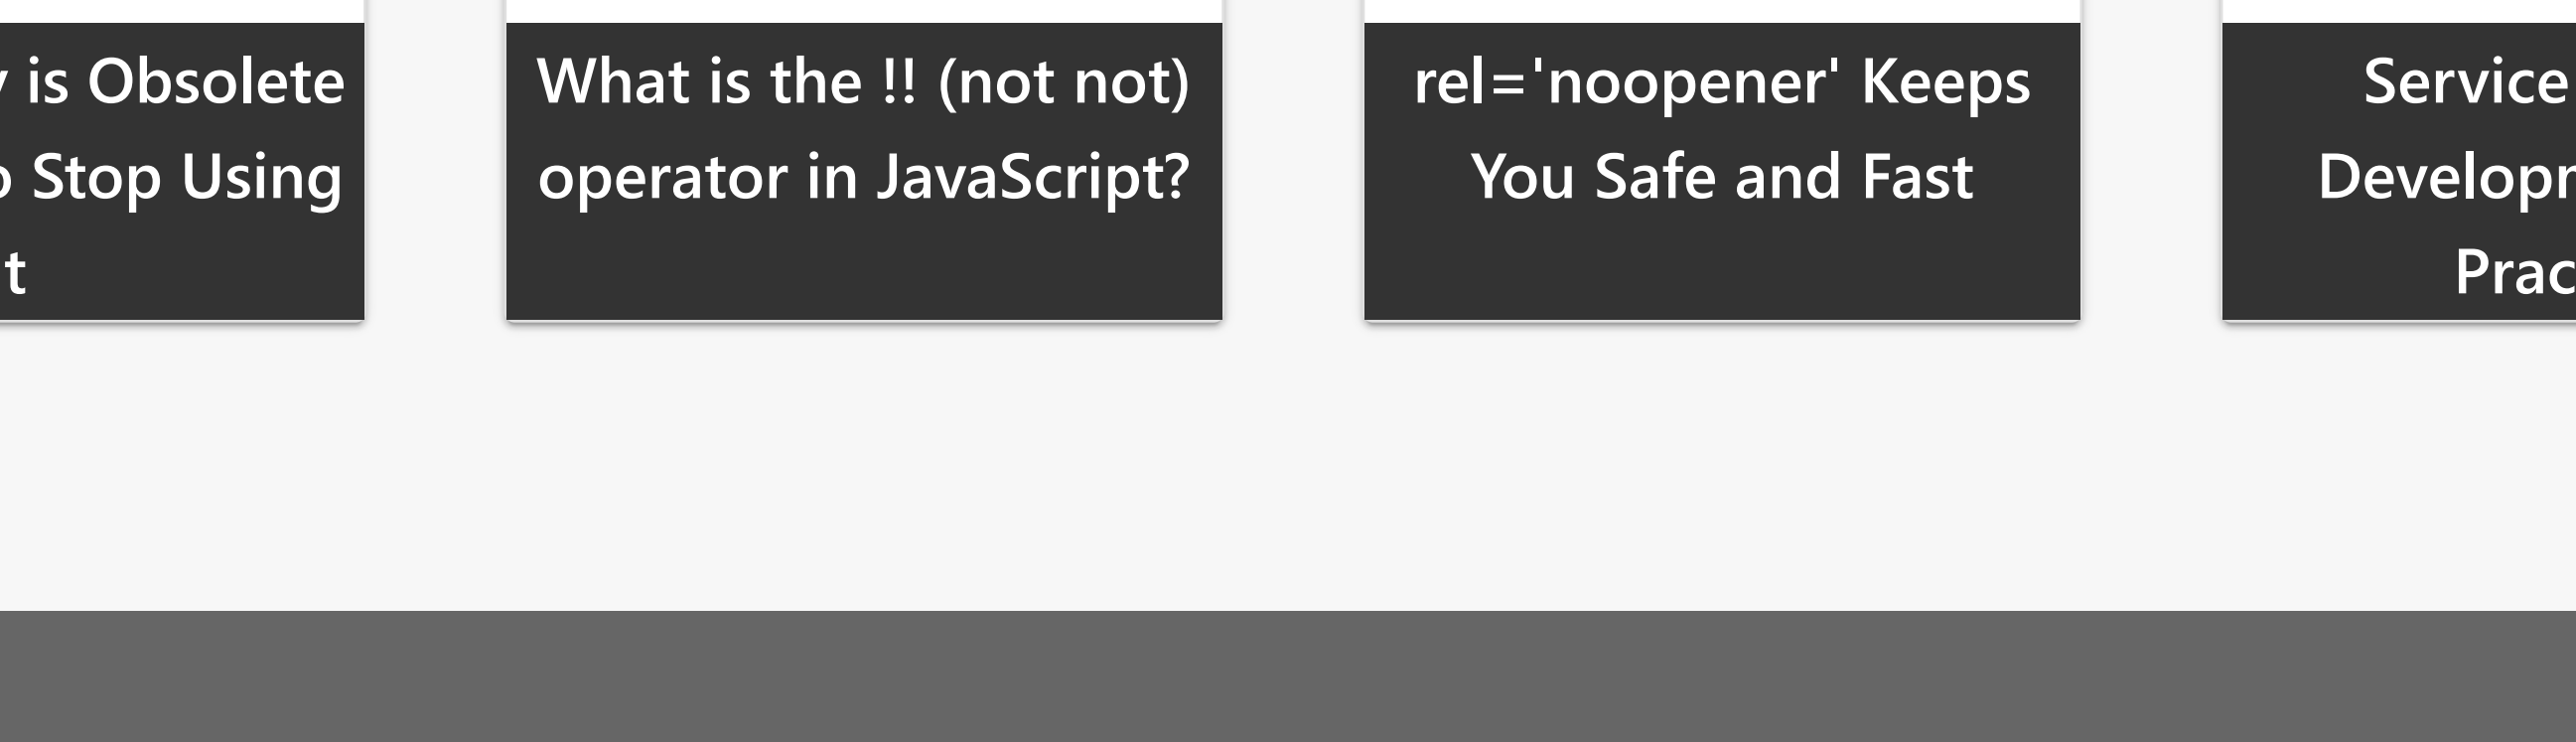 is Obsolete
Stop Using
t
What is the !! (not not)
operator in JavaScript?
rel='noopener' Keeps
You Safe and Fast
Service